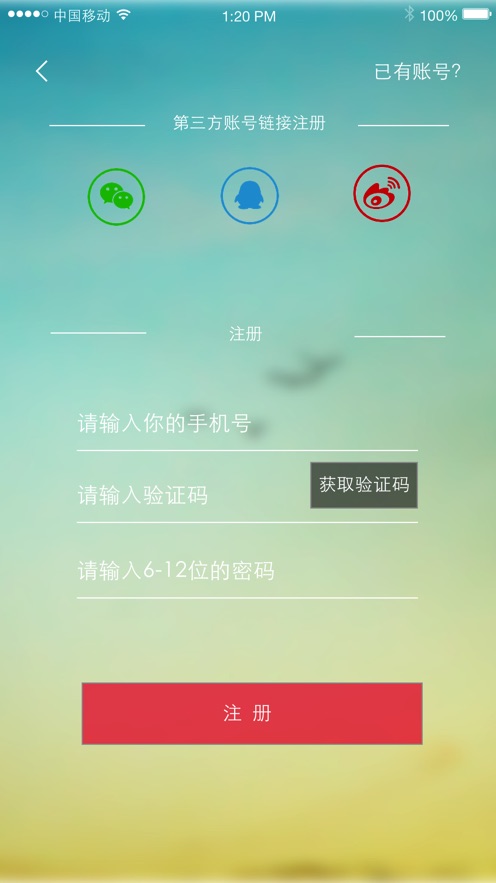 中国移动 1:20 PM 100%
已有账号?
第三方账号链接注册
注册
请输入你的手机号
请输入验证码 获取验证码
请输入6-12位的密码
注 册